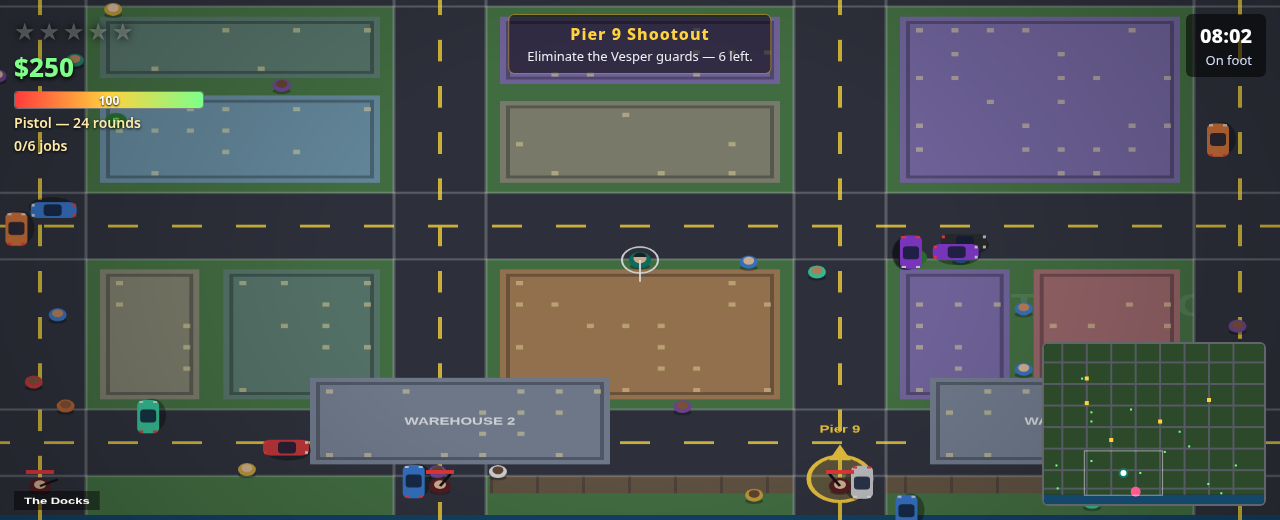 Pier 9 Shootout
Eliminate the Vesper guards — 6 left.
08:02
On foot
$250
100
Pistol — 24 rounds
0/6 jobs
WAREHOUSE 2
Pier 9
The Docks